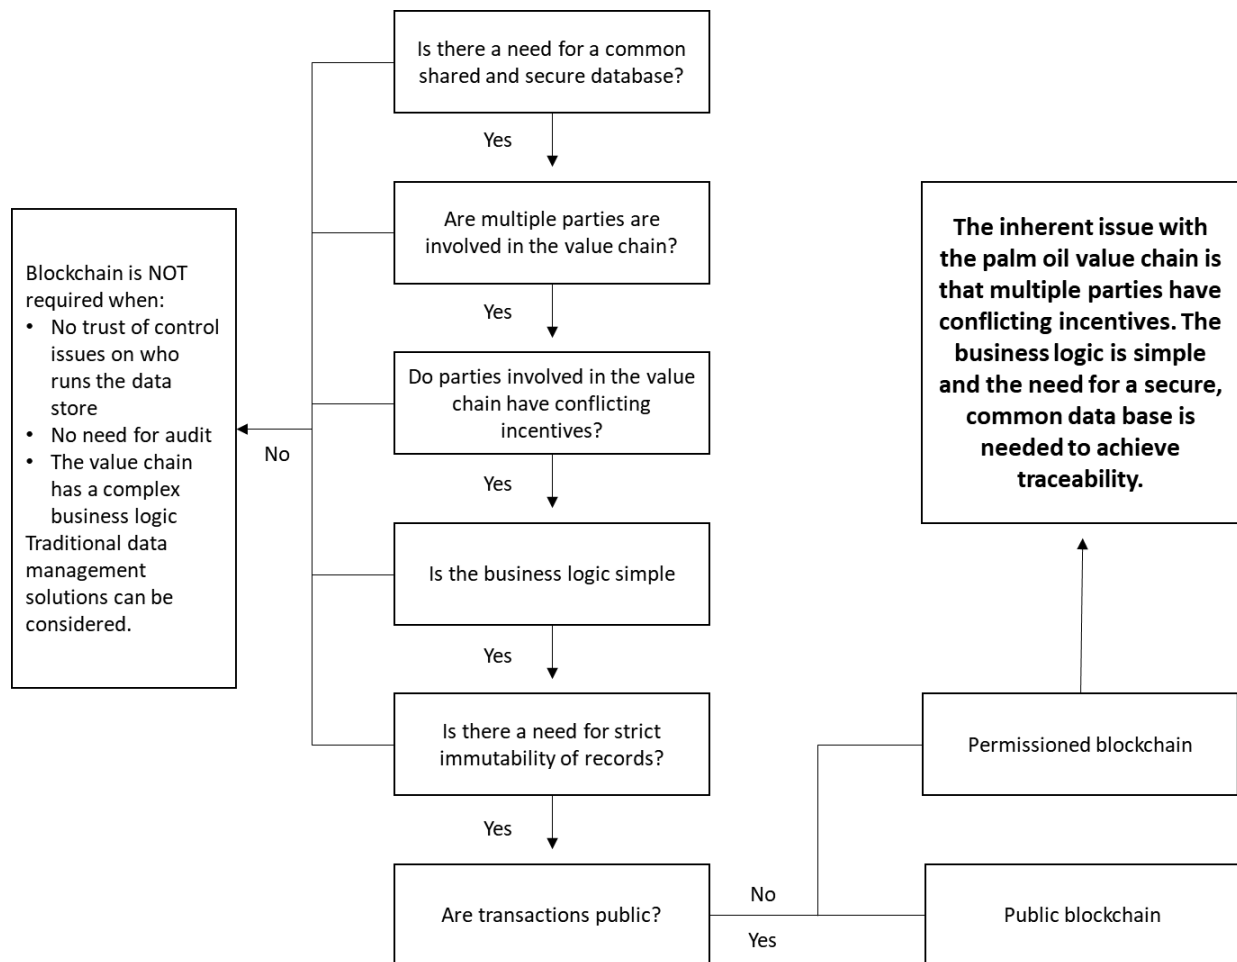 Is there a need for a common
shared and secure database?
Yes
Are multiple parties are
involved in the value chain?
Yes
Do parties involved in the value
chain have conflicting
incentives?
Yes
Is the business logic simple
Yes
Is there a need for strict
immutability of records?
Yes
Are transactions public?
No
Blockchain is NOT
required when:
• No trust of control
issues on who
runs the data
store
• No need for audit
• The value chain
has a complex
business logic
Traditional data
management
solutions can be
considered.
No
Yes
Permissioned blockchain
Public blockchain
The inherent issue with
the palm oil value chain is
that multiple parties have
conflicting incentives. The
business logic is simple
and the need for a secure,
common data base is
needed to achieve
traceability.